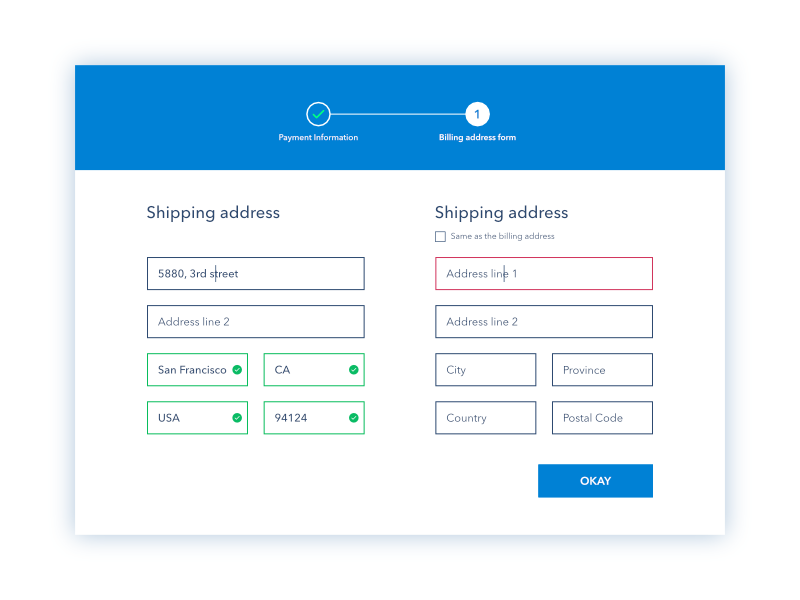 1
Payment Information
Billing address form
Shipping address
5880, 3rd street
Address line 2
San Francisco
CA
USA
94124
Shipping address
Same as the billing address
Address line 1
Address line 2
City
Province
Country
Postal Code
OKAY